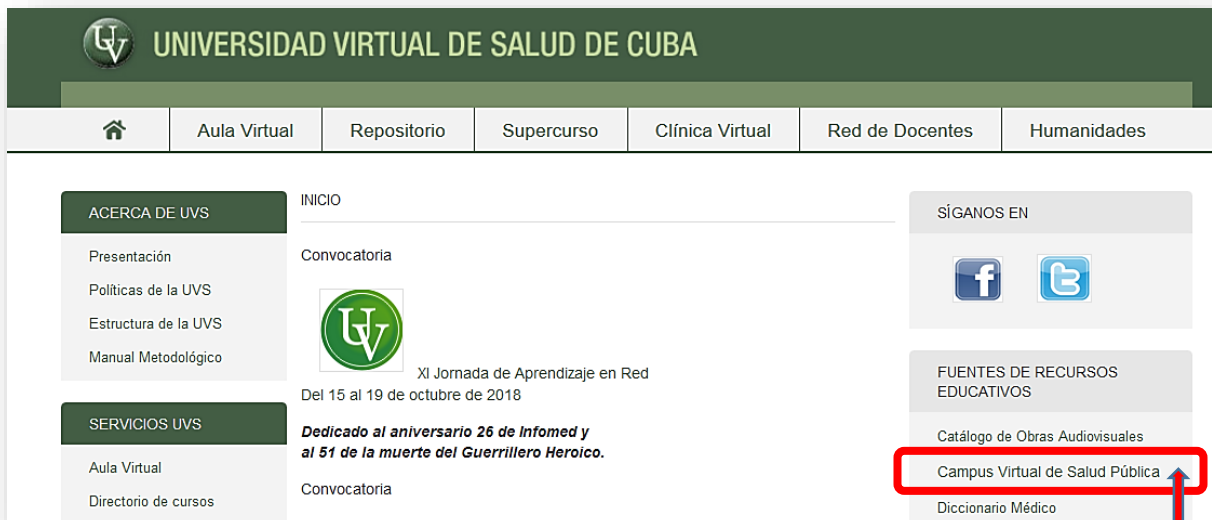 UV UNIVERSIDAD VIRTUAL DE SALUD DE CUBA
Aula Virtual Repositorio Supercurso Clínica Virtual Red de Docentes Humanidades
ACERCA DE UVS
Presentación
Políticas de la UVS
Estructura de la UVS
Manual Metodológico
SERVICIOS UVS
Aula Virtual
Directorio de cursos
INICIO
Convocatoria
UV
XI Jornada de Aprendizaje en Red
Del 15 al 19 de octubre de 2018
Dedicado al aniversario 26 de Infomed y
al 51 de la muerte del Guerrillero Heroico.
Convocatoria
SÍGANOS EN
FUENTES DE RECURSOS
EDUCATIVOS
Catálogo de Obras Audiovisuales
Campus Virtual de Salud Pública
Diccionario Médico